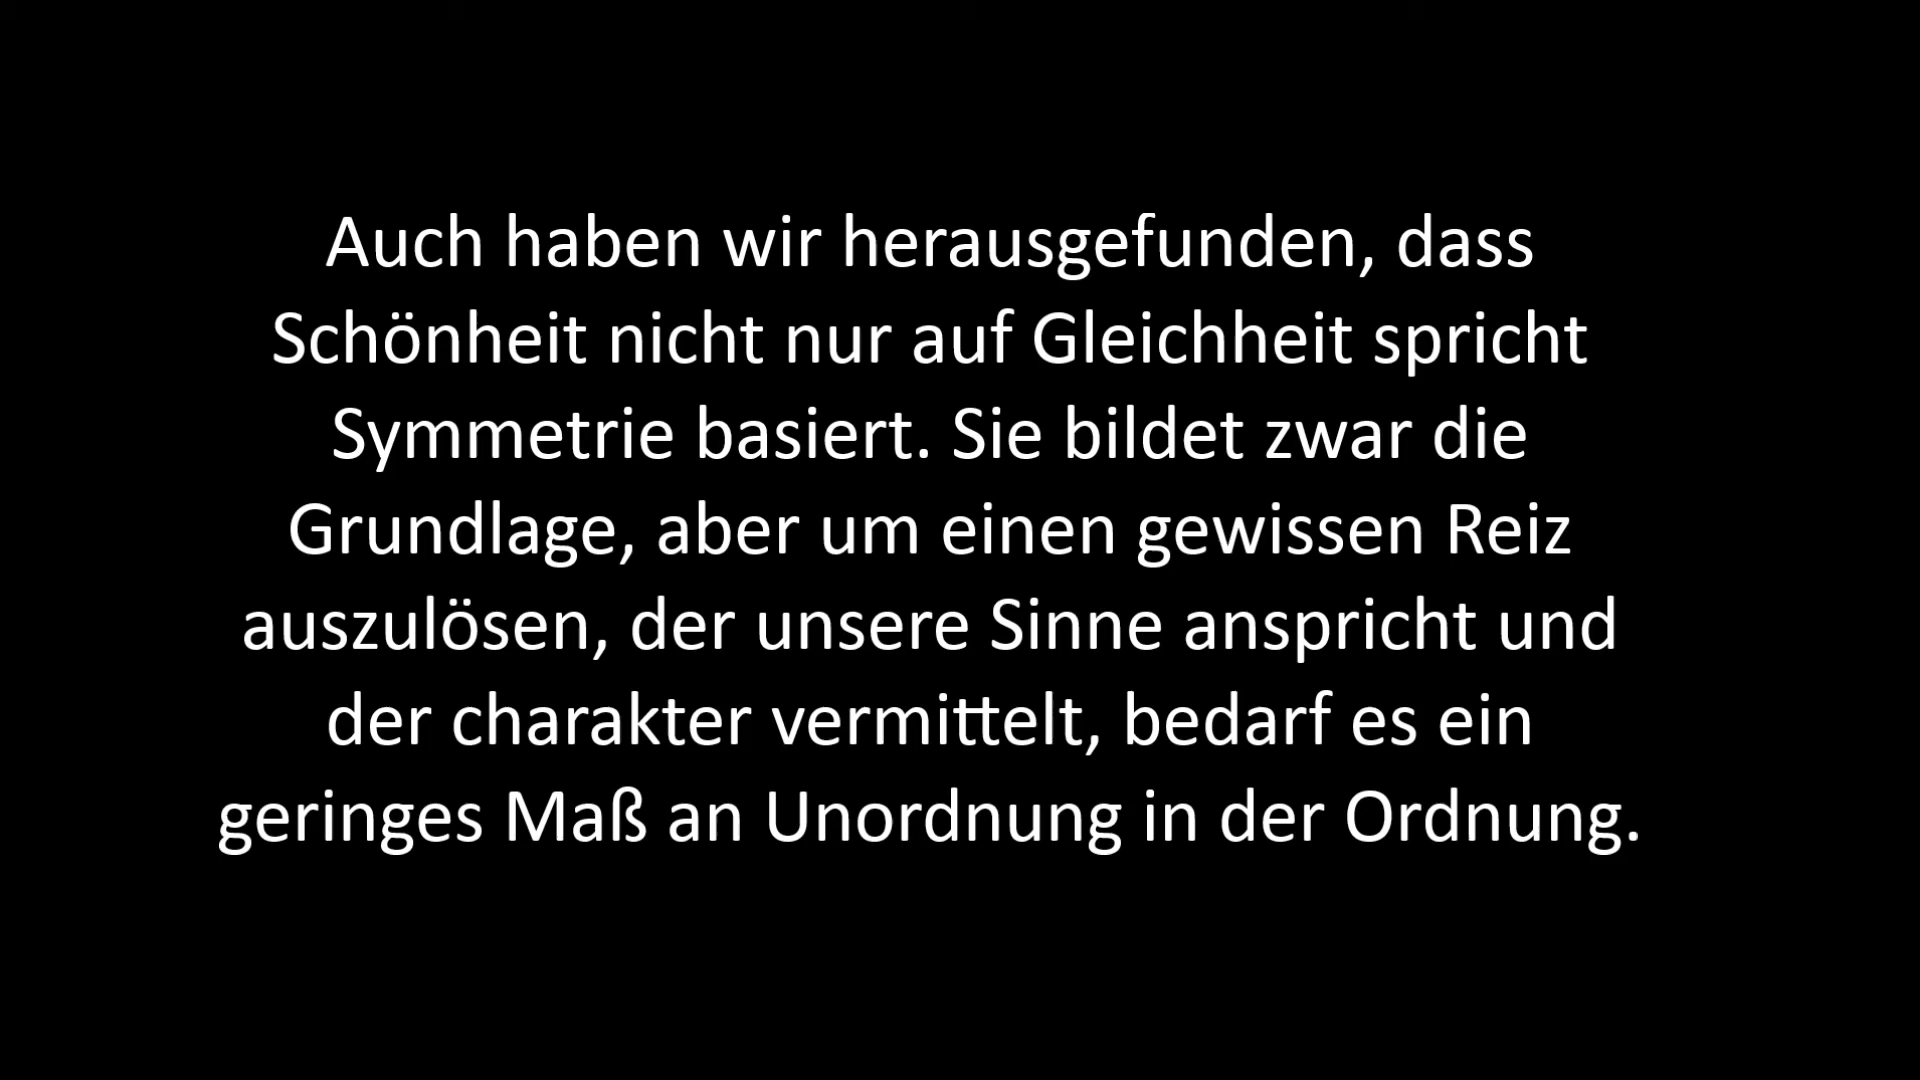 Auch haben wir herausgefunden, dass
Schönheit nicht nur auf Gleichheit spricht
Symmetrie basiert. Sie bildet zwar die
Grundlage, aber um einen gewissen Reiz
auszulösen, der unsere Sinne anspricht und
der charakter vermittelt, bedarf es ein
geringes Maß an Unordnung in der Ordnung.